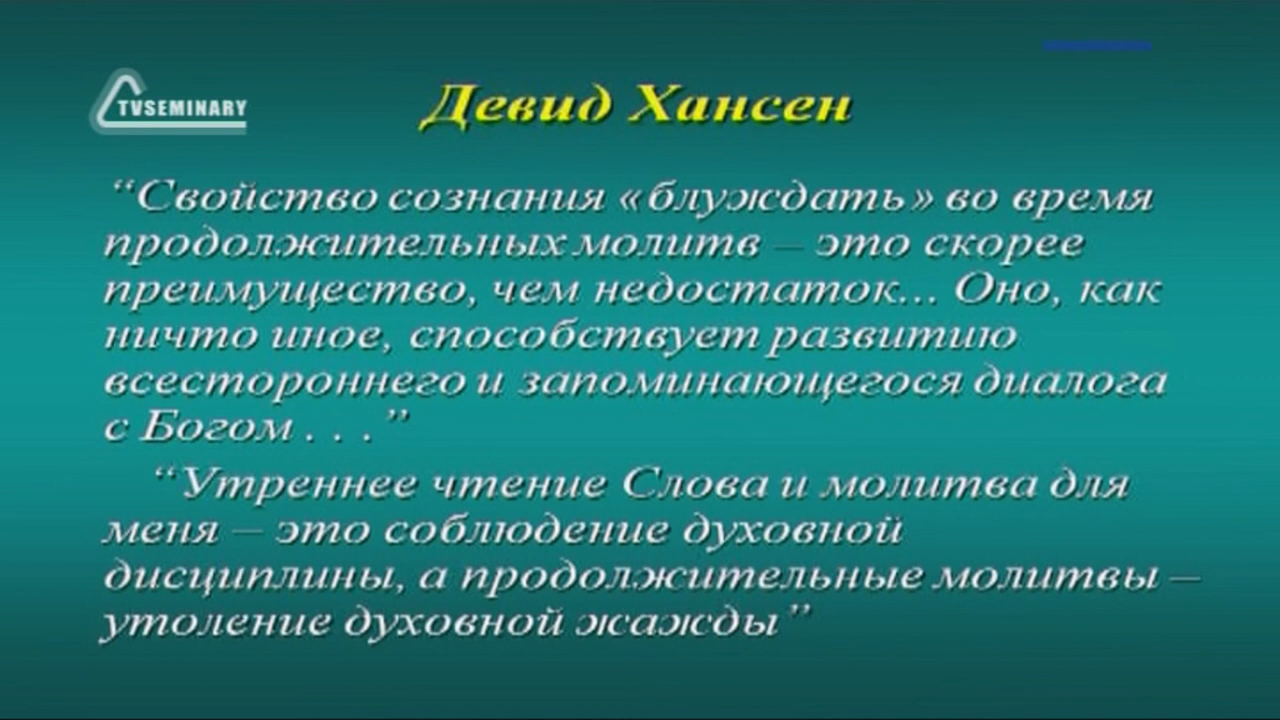 TVSEMINARY
Девид Хансен
“Свойство сознания «блуждать» во время
продолжительных молитв – это скорее
преимущество, чем недостаток... Оно, как
ничто иное, способствует развитию
всестороннего и запоминающегося диалога
с Богом . . .”
“Утреннее чтение Слова и молитва для
меня – это соблюдение духовной
дисциплины, а продолжительные молитвы –
утоление духовной жажды”